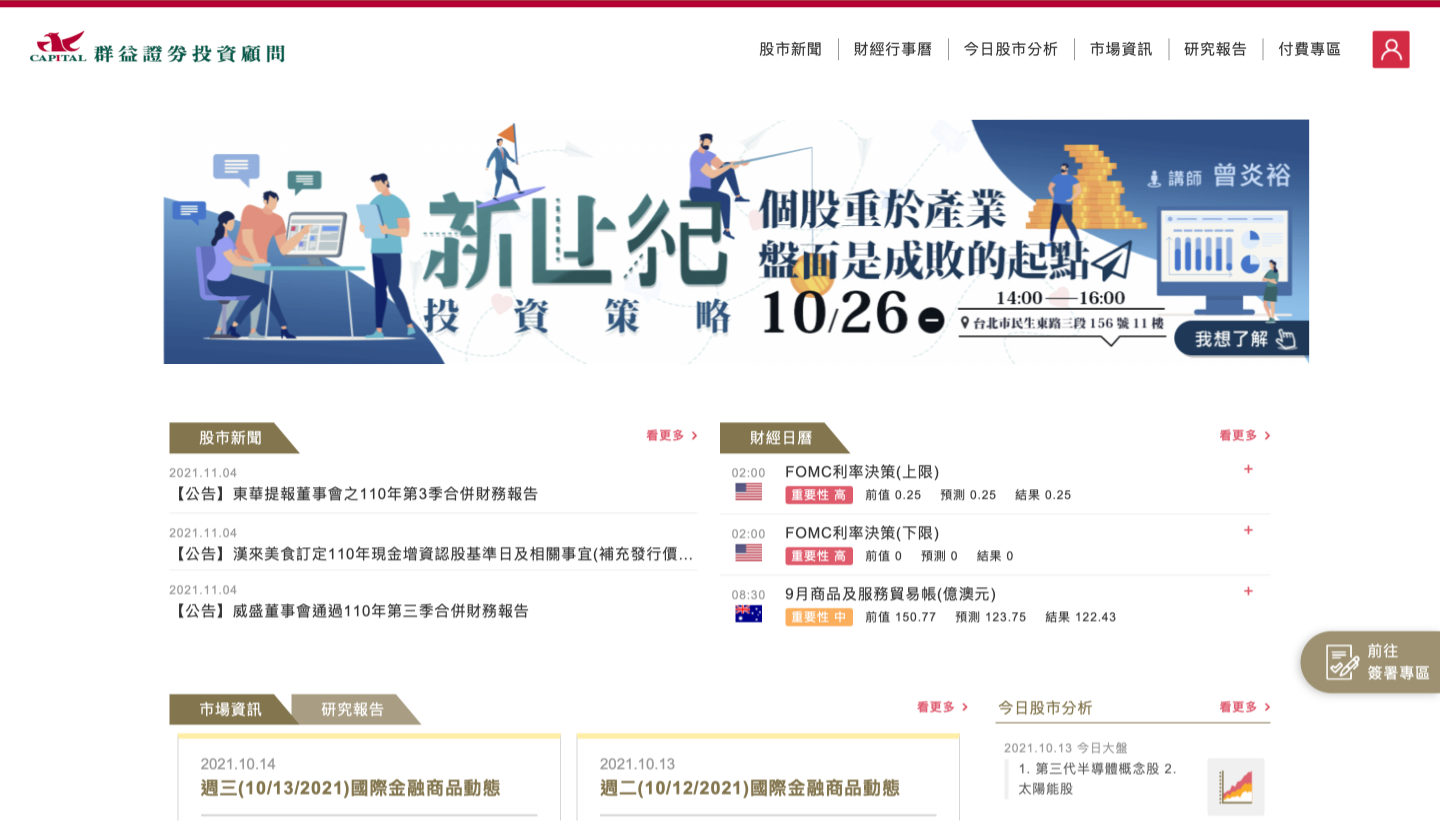 CAPITAL 群益證券投資顧問
股市新聞
財經行事曆
今日股市分析
市場資訊
研究報告
付費專區
新世紀
投資策略
個股重於產業
盤面是成敗的起點
10/26 一
14:00——16:00
台北市民生東路三段156號11樓
講師 曾炎裕
我想了解
股市新聞
看更多
2021.11.04
【公告】東華提報董事會之110年第3季合併財務報告
2021.11.04
【公告】漢來美食訂定110年現金增資認股基準日及相關事宜(補充發行價…
2021.11.04
【公告】威盛董事會通過110年第三季合併財務報告
財經日曆
看更多
02:00 FOMC利率決策(上限) +
重要性 高 前值 0.25 預測 0.25 結果 0.25
02:00 FOMC利率決策(下限) +
重要性 高 前值 0 預測 0 結果 0
08:30 9月商品及服務貿易帳(億澳元) +
重要性 中 前值 150.77 預測 123.75 結果 122.43
前往
簽署專區
市場資訊
研究報告
看更多
2021.10.14
週三(10/13/2021)國際金融商品動態
2021.10.13
週二(10/12/2021)國際金融商品動態
今日股市分析
看更多
2021.10.13 今日大盤
1. 第三代半導體概念股 2.
太陽能股